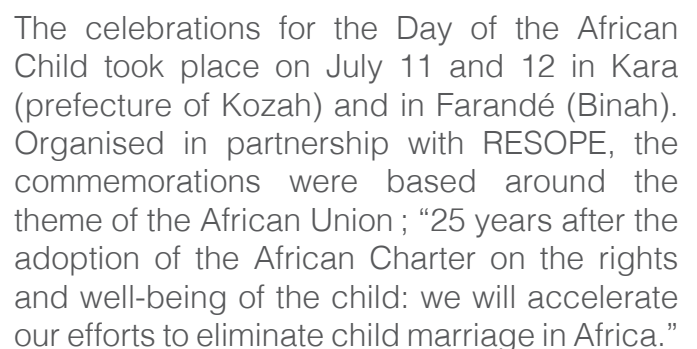 The celebrations for the Day of the African
Child took place on July 11 and 12 in Kara
(prefecture of Kozah) and in Farandé (Binah).
Organised in partnership with RESOPE, the
commemorations were based around the
theme of the African Union ; “25 years after the
adoption of the African Charter on the rights
and well-being of the child: we will accelerate
our efforts to eliminate child marriage in Africa.”